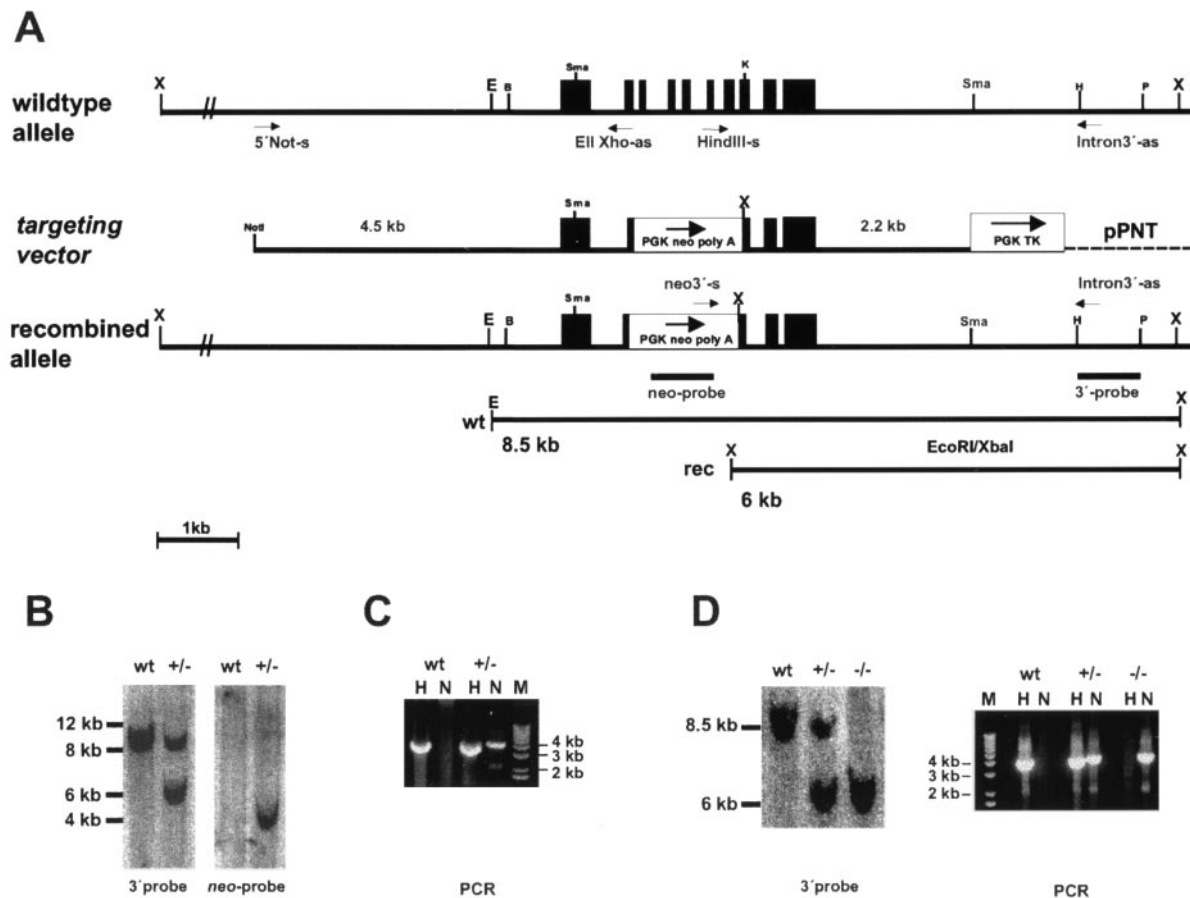 A
X E B Sma K Sma H P X
wildtype
allele
5´Not-s EII Xho-as HindIII-s Intron3´-as
targeting
vector
NotI 4.5 kb Sma PGK neo poly A X 2.2 kb PGK TK pPNT
neo3´-s Intron3´-as
recombined
allele
X E B Sma PGK neo poly A X Sma H P X
neo-probe 3´-probe
wt E X
8.5 kb
EcoRI/XbaI
rec X X
6 kb
1kb
B
wt +/- wt +/-
12 kb
8 kb
6 kb
4 kb
3´probe neo-probe
C
wt +/-
H N H N M
4 kb
3 kb
2 kb
PCR
D
wt +/- -/-
8.5 kb
6 kb
3´probe
wt +/- -/-
M H N H N H N
4 kb
3 kb
2 kb
PCR